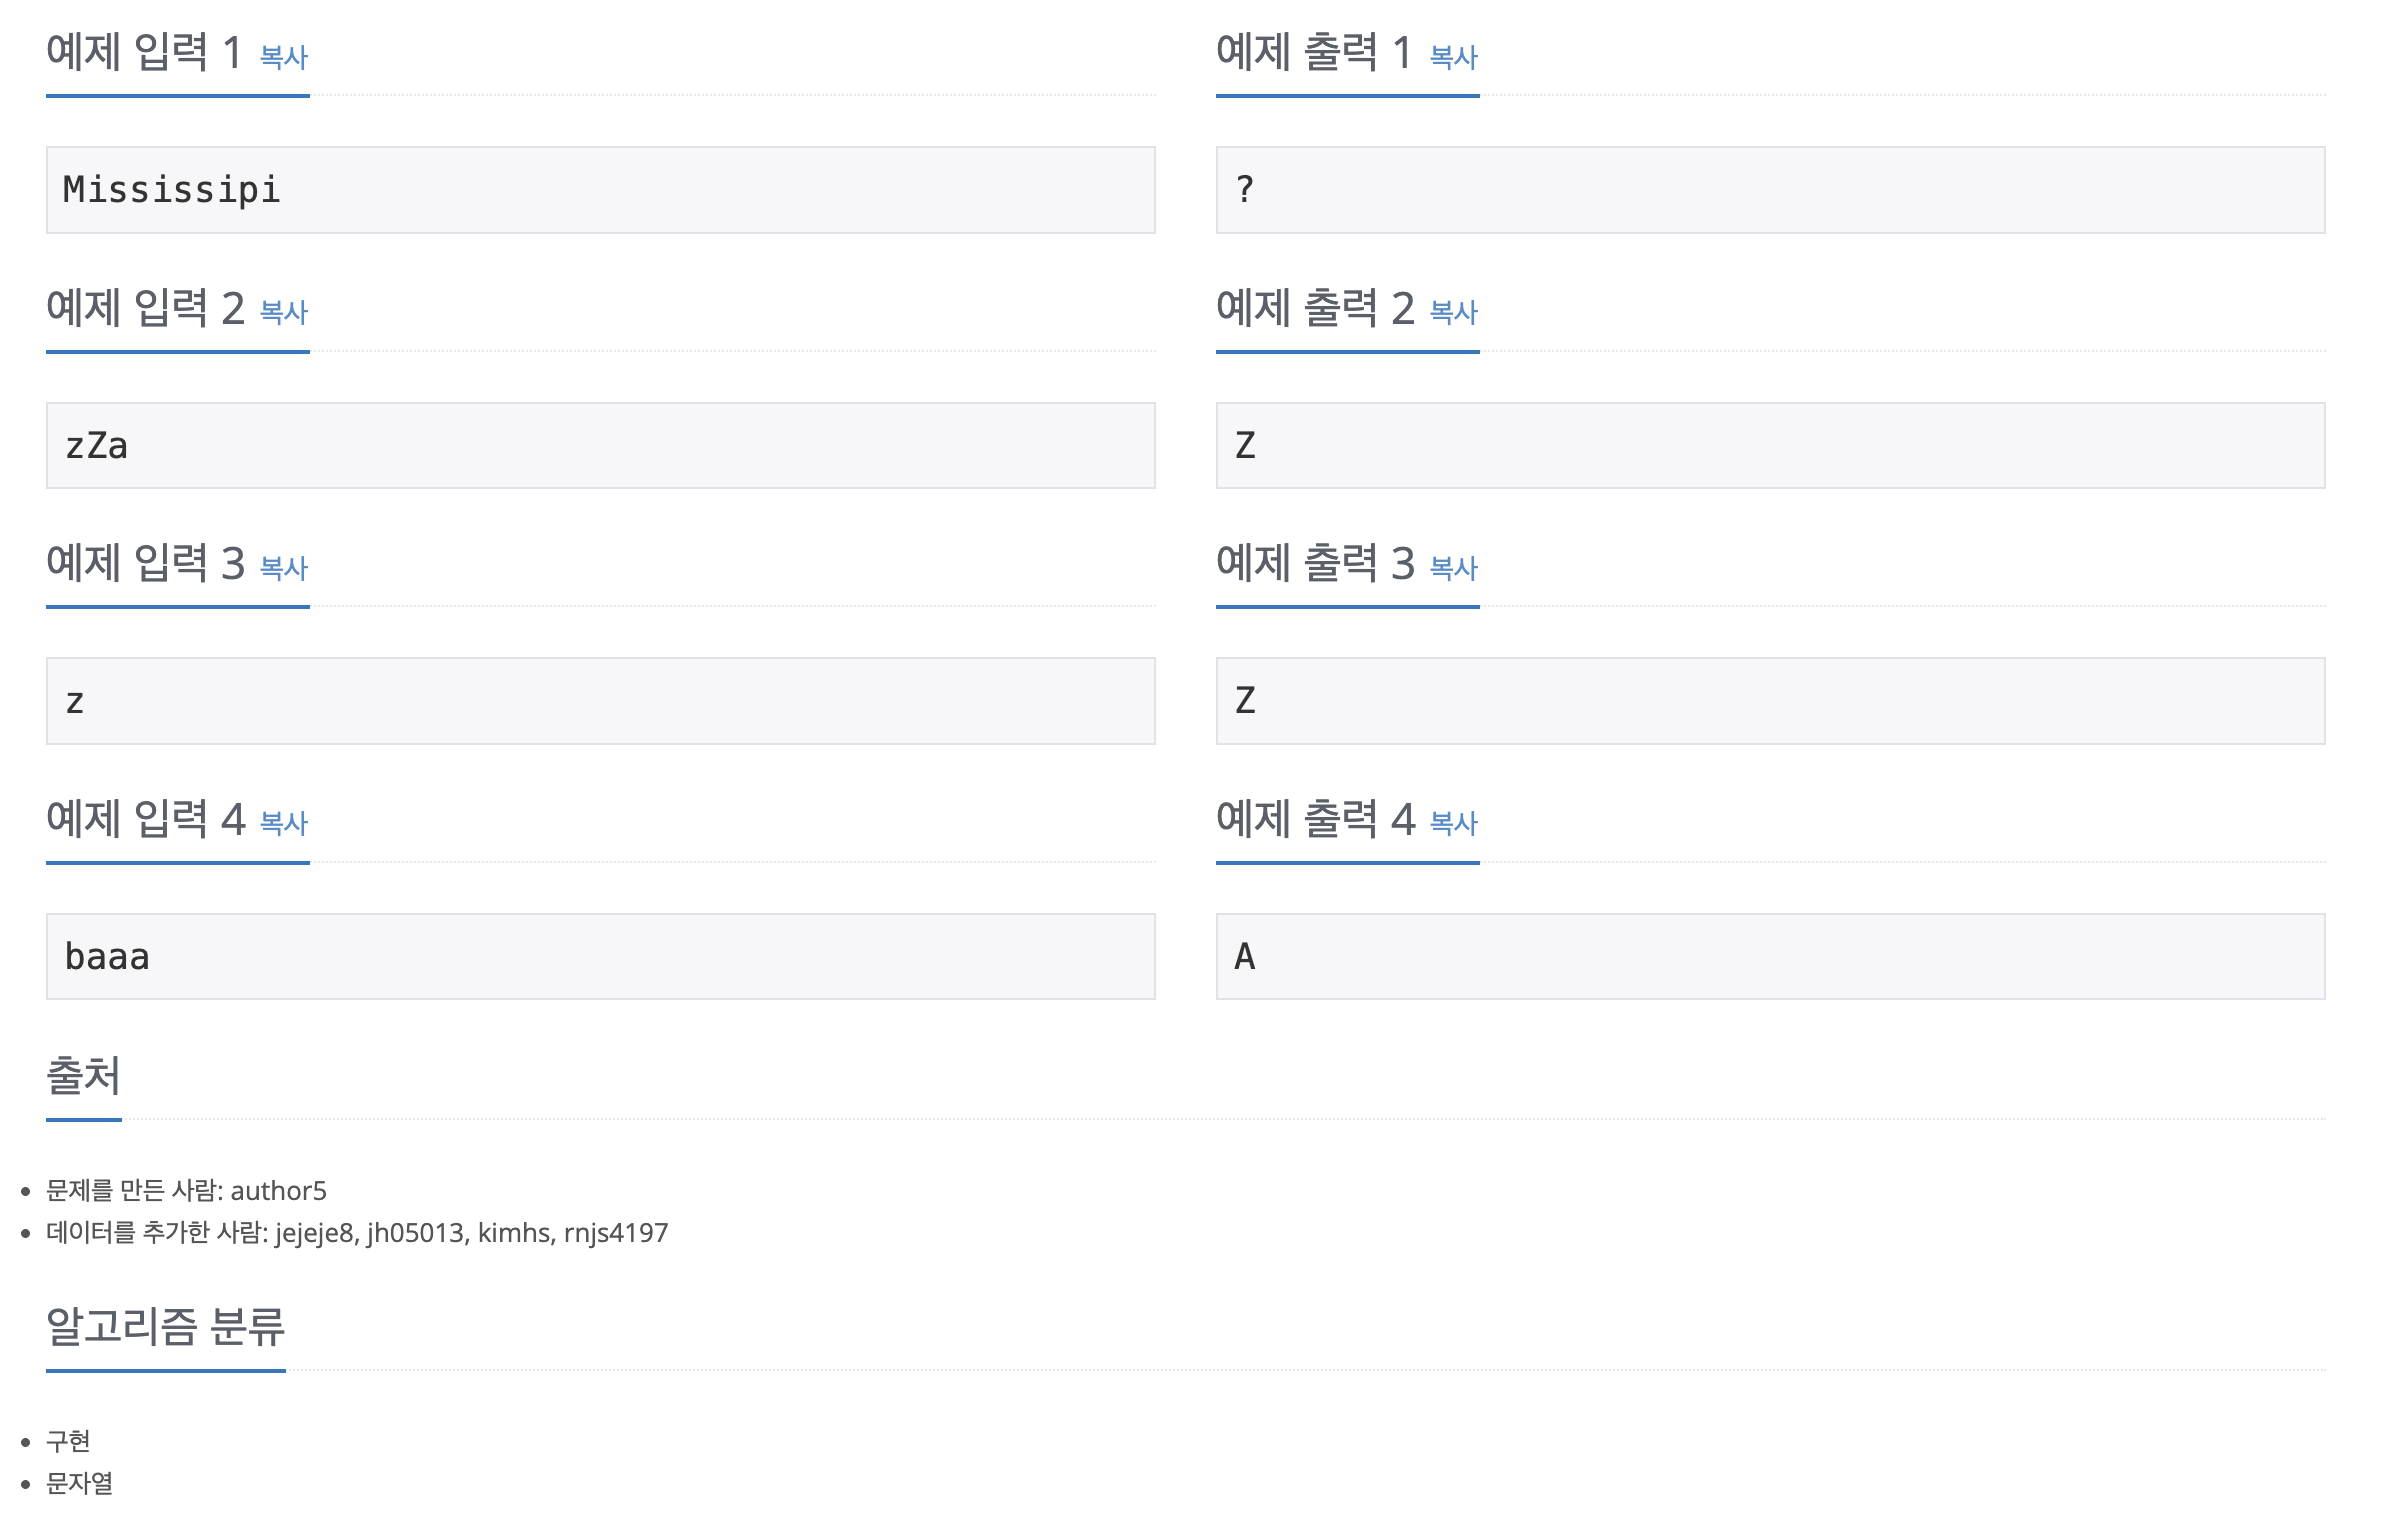 예제 입력 1 복사
예제 출력 1 복사
Mississipi
?
예제 입력 2 복사
예제 출력 2 복사
zZa
Z
예제 입력 3 복사
예제 출력 3 복사
z
Z
예제 입력 4 복사
예제 출력 4 복사
baaa
A
출처
문제를 만든 사람: author5
데이터를 추가한 사람: jejeje8, jh05013, kimhs, rnjs4197
알고리즘 분류
구현
문자열